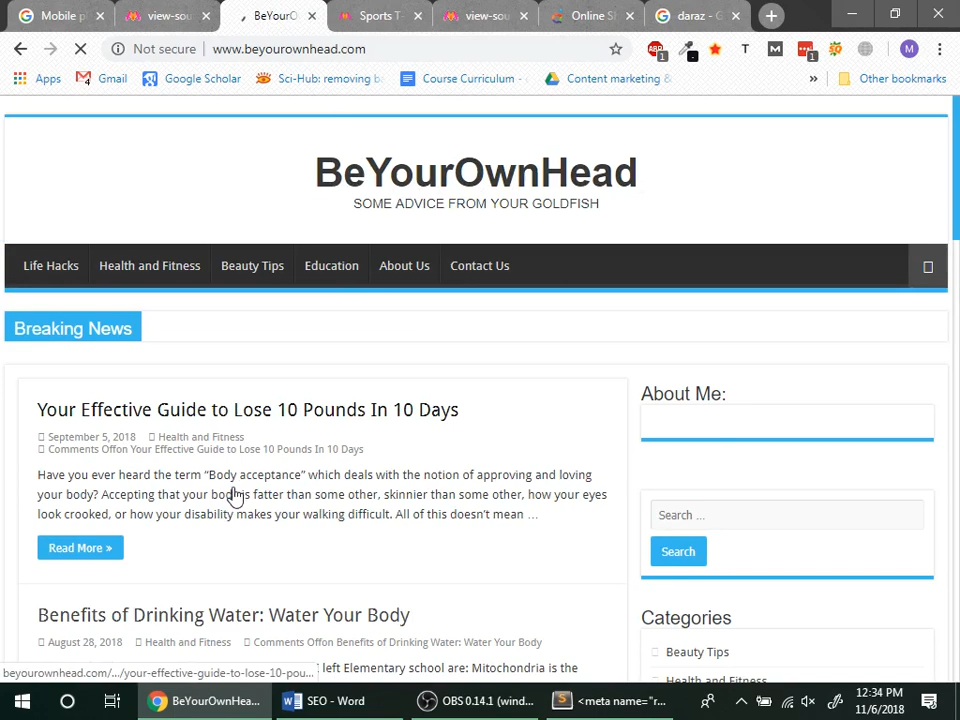 Mobile p
view-sou
BeYourO
Sports T-
view-sou
Online S
daraz - G
Not secure
www.beyourownhead.com
Apps
Gmail
Google Scholar
Sci-Hub: removing ba
Course Curriculum -
Content marketing &
»
Other bookmarks
BeYourOwnHead
SOME ADVICE FROM YOUR GOLDFISH
Life Hacks
Health and Fitness
Beauty Tips
Education
About Us
Contact Us
Breaking News
Your Effective Guide to Lose 10 Pounds In 10 Days
September 5, 2018
Health and Fitness
Comments Offon Your Effective Guide to Lose 10 Pounds In 10 Days
Have you ever heard the term “Body acceptance” which deals with the notion of approving and loving
your body? Accepting that your body is fatter than some other, skinnier than some other, how your eyes
look crooked, or how your disability makes your walking difficult. All of this doesn’t mean …
Read More »
Benefits of Drinking Water: Water Your Body
August 28, 2018
Health and Fitness
Comments Offon Benefits of Drinking Water: Water Your Body
left Elementary school are: Mitochondria is the
About Me:
Search …
Search
Categories
Beauty Tips
Health and Fitness
beyourownhead.com/.../your-effective-guide-to-lose-10-pou...
BeYourOwnHea...
SEO - Word
OBS 0.14.1 (wind...
<meta name="r...
12:34 PM
11/6/2018